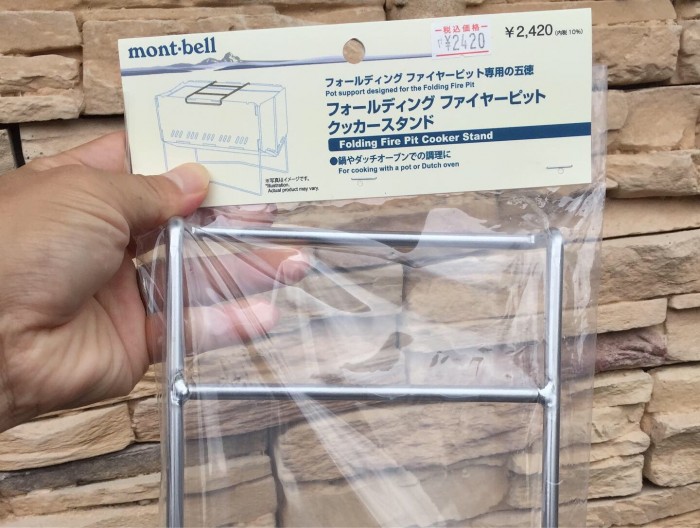 mont·bell
税込価格
¥2420
¥2,420(内税 10%)
フォールディング ファイヤーピット専用の五徳
Pot support designed for the Folding Fire Pit
フォールディング ファイヤーピット
クッカースタンド
Folding Fire Pit Cooker Stand
●鍋やダッチオーブンでの調理に
For cooking with a pot or Dutch oven
※写真はイメージです。
*Illustration.
Actual product may vary.